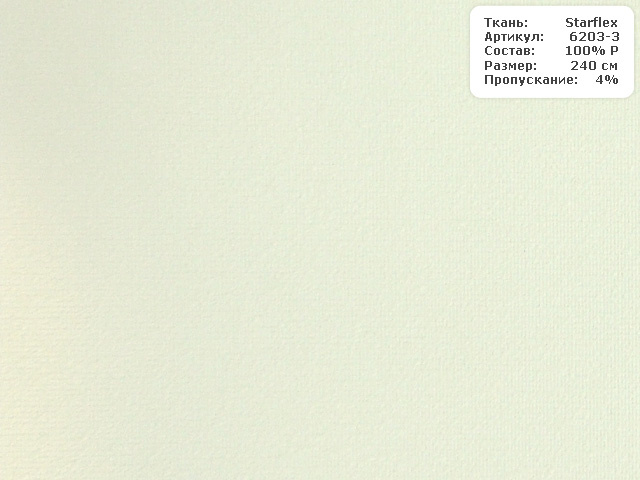 Ткань: Starflex
Артикул: 6203-3
Состав: 100% P
Размер: 240 см
Пропускание: 4%